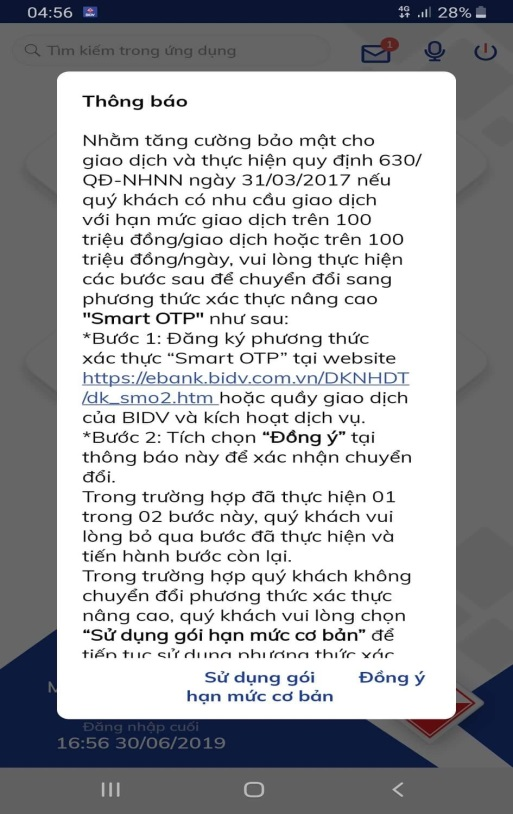 04:56
4G
28%
Tìm kiếm trong ứng dụng
1
Thông báo
Nhằm tăng cường bảo mật cho
giao dịch và thực hiện quy định 630/
QĐ-NHNN ngày 31/03/2017 nếu
quý khách có nhu cầu giao dịch
với hạn mức giao dịch trên 100
triệu đồng/giao dịch hoặc trên 100
triệu đồng/ngày, vui lòng thực hiện
các bước sau để chuyển đổi sang
phương thức xác thực nâng cao
"Smart OTP" như sau:
*Bước 1: Đăng ký phương thức
xác thực “Smart OTP” tại website
https://ebank.bidv.com.vn/DKNHDT
/dk_smo2.htm hoặc quầy giao dịch
của BIDV và kích hoạt dịch vụ.
*Bước 2: Tích chọn “Đồng ý” tại
thông báo này để xác nhận chuyển
đổi.
Trong trường hợp đã thực hiện 01
trong 02 bước này, quý khách vui
lòng bỏ qua bước đã thực hiện và
tiến hành bước còn lại.
Trong trường hợp quý khách không
chuyển đổi phương thức xác thực
nâng cao, quý khách vui lòng chọn
“Sử dụng gói hạn mức cơ bản” để
tiếp tục sử dụng phương thức xác
Sử dụng gói
hạn mức cơ bản
Đồng ý
M
Đăng nhập cuối
16:56 30/06/2019